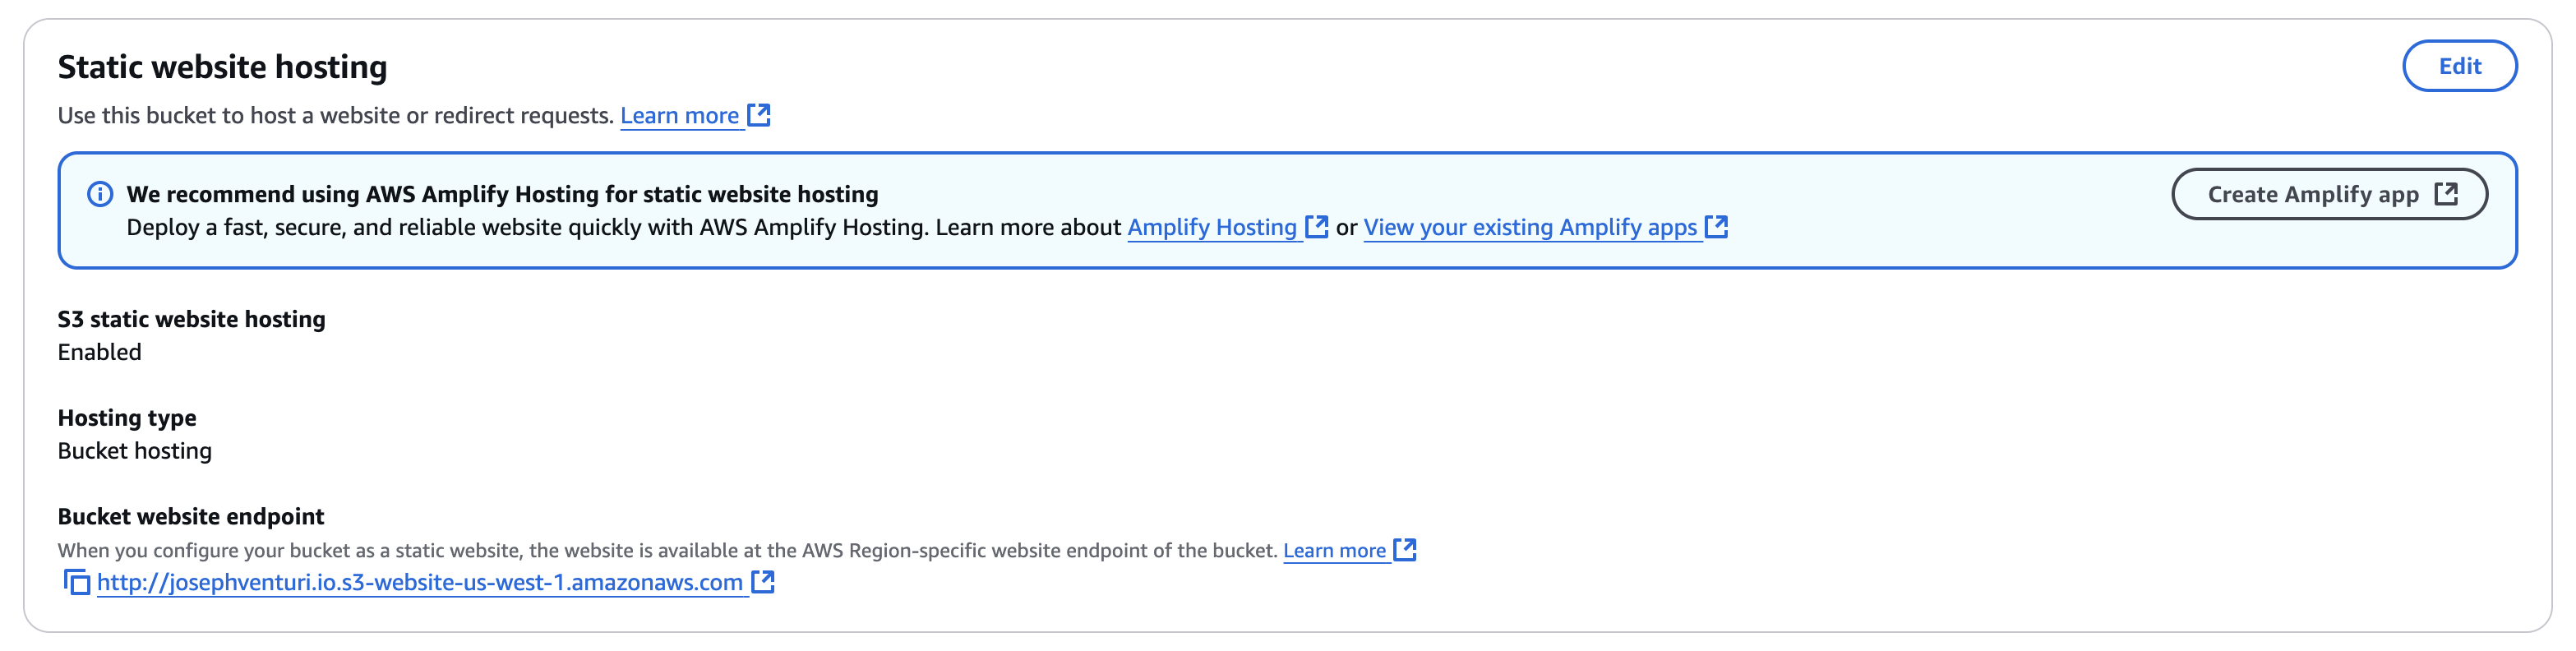 Static website hosting
Edit
Use this bucket to host a website or redirect requests. Learn more
We recommend using AWS Amplify Hosting for static website hosting
Create Amplify app
Deploy a fast, secure, and reliable website quickly with AWS Amplify Hosting. Learn more about Amplify Hosting or View your existing Amplify apps
S3 static website hosting
Enabled
Hosting type
Bucket hosting
Bucket website endpoint
When you configure your bucket as a static website, the website is available at the AWS Region-specific website endpoint of the bucket. Learn more
http://josephventuri.io.s3-website-us-west-1.amazonaws.com